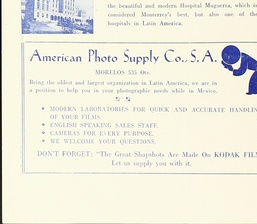 the beautiful and modern Hospital Muguerza, which is
considered Monterrey's best, but also one of the
hospitals in Latin America.
American Photo Supply Co., S. A.
MORELOS 535 Ote.
Being the oldest and largest organization in Latin America, we are in
a position to help you in your photographic needs while in Mexico.
* MODERN LABORATORIES FOR QUICK AND ACCURATE HANDLIN
OF YOUR FILMS.
* ENGLISH SPEAKING SALES STAFF.
* CAMERAS FOR EVERY PURPOSE.
* WE WELCOME YOUR QUESTIONS.
DON'T FORGET: "The Great Snapshots Are Made On KODAK FILM
Let us supply you with it.